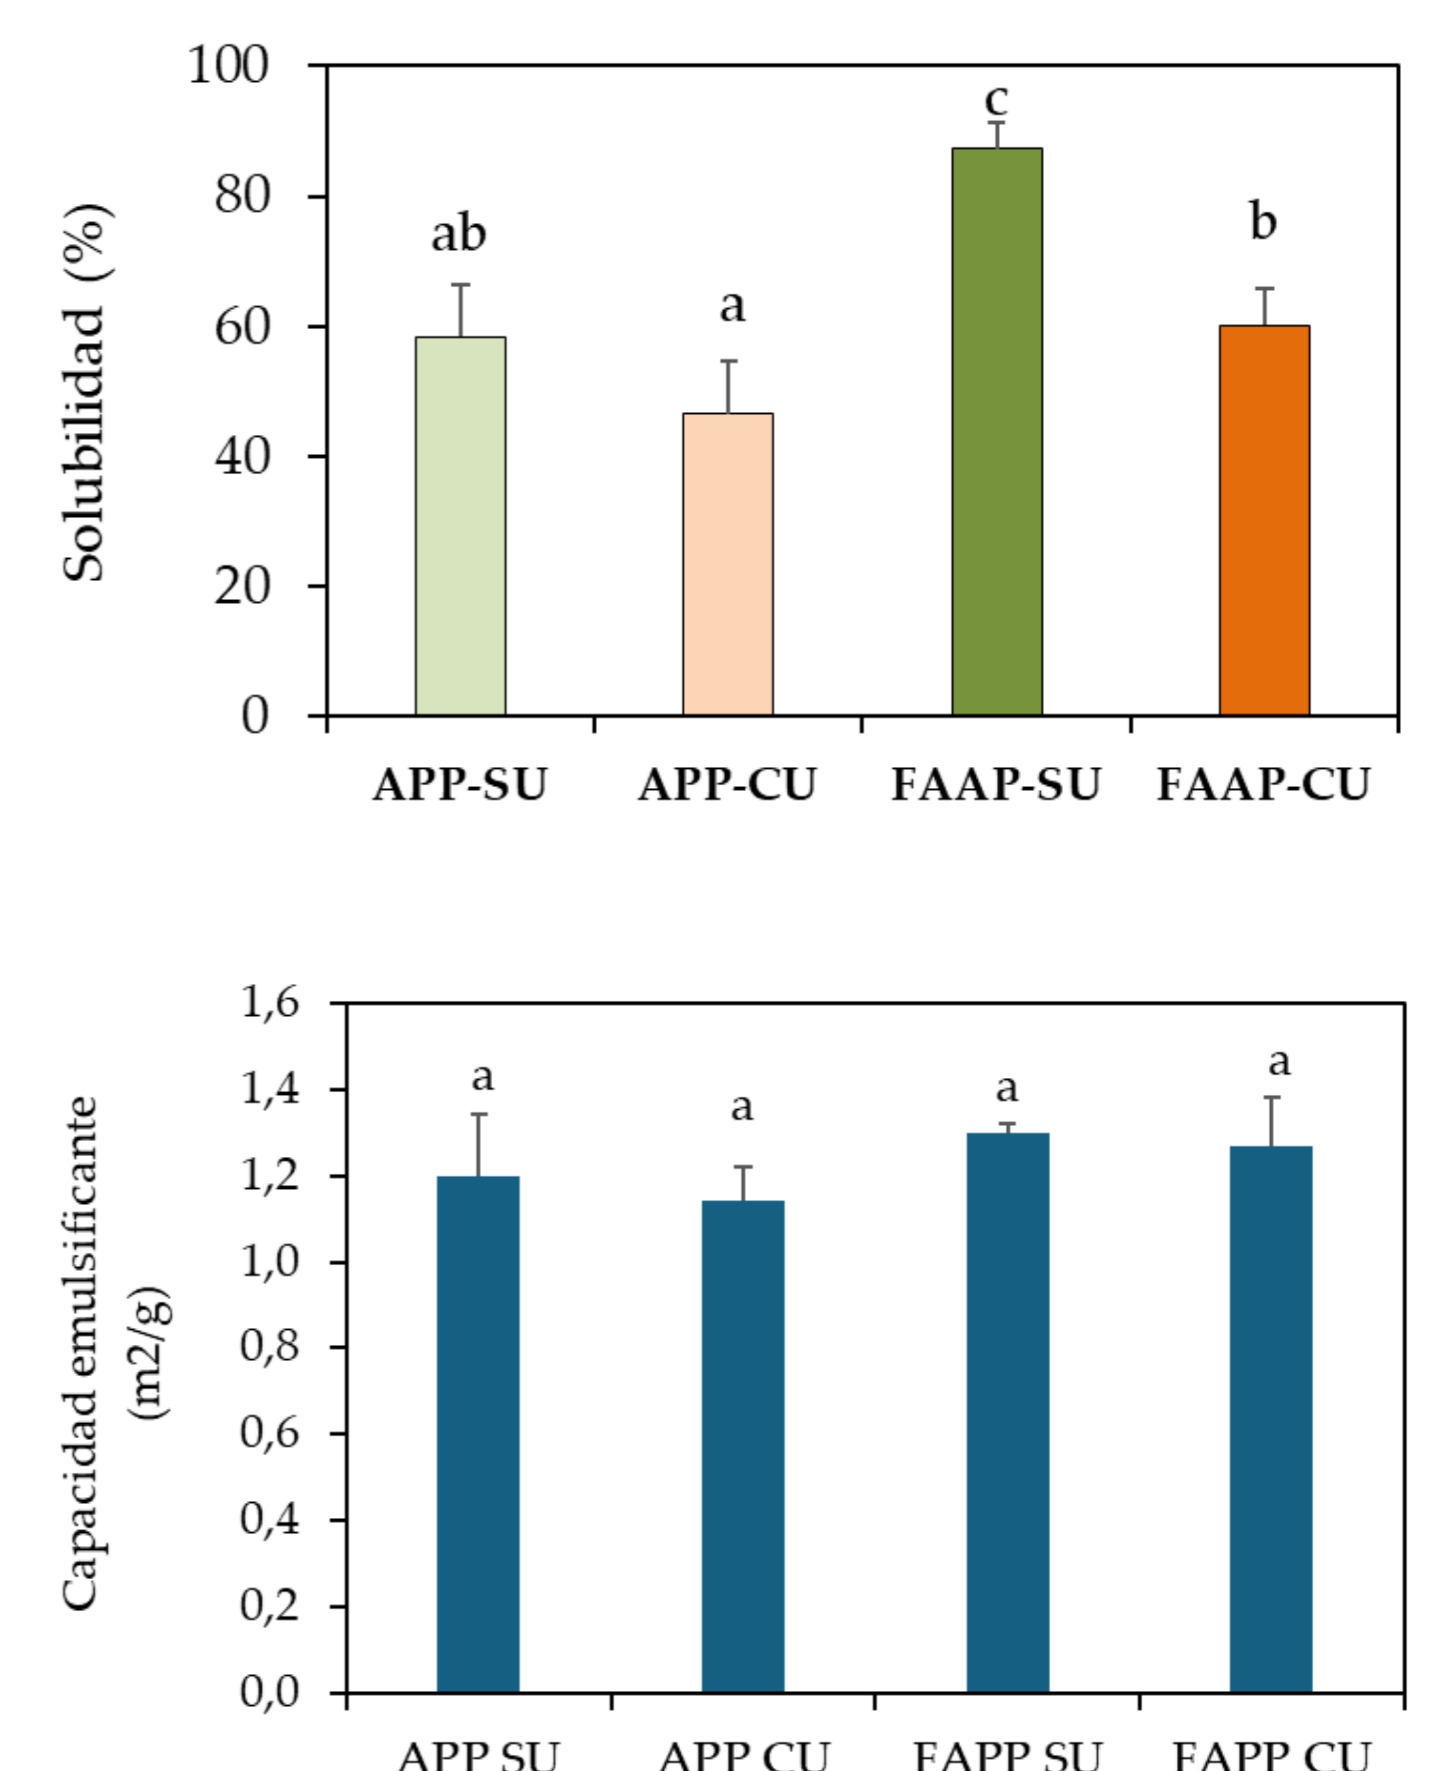 100
80
60
40
20
0
Solubilidad (%)
ab
a
c
b
APP-SU APP-CU FAAP-SU FAAP-CU
1,6
1,4
1,2
1,0
0,8
0,6
0,4
0,2
0,0
Capacidad emulsificante
(m2/g)
a
a
a
a
APP SU APP CU FAPP SU FAPP CU